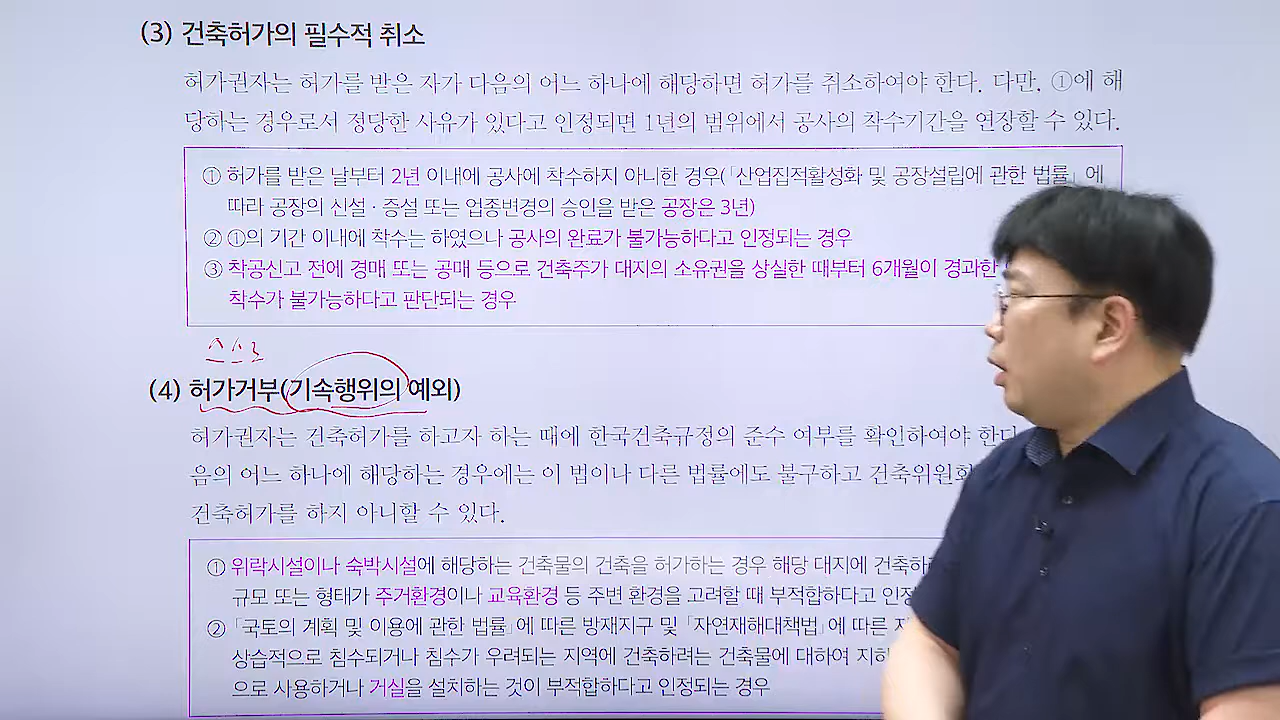 (3) 건축허가의 필수적 취소
허가권자는 허가를 받은 자가 다음의 어느 하나에 해당하면 허가를 취소하여야 한다. 다만, ①에 해
당하는 경우로서 정당한 사유가 있다고 인정되면 1년의 범위에서 공사의 착수기간을 연장할 수 있다.
① 허가를 받은 날부터 2년 이내에 공사에 착수하지 아니한 경우(「산업집적활성화 및 공장설립에 관한 법률」에
따라 공장의 신설·증설 또는 업종변경의 승인을 받은 공장은 3년)
② ①의 기간 이내에 착수는 하였으나 공사의 완료가 불가능하다고 인정되는 경우
③ 착공신고 전에 경매 또는 공매 등으로 건축주가 대지의 소유권을 상실한 때부터 6개월이 경과한
착수가 불가능하다고 판단되는 경우
(4) 허가거부(기속행위의 예외)
허가권자는 건축허가를 하고자 하는 때에 한국건축규정의 준수 여부를 확인하여야 한다
음의 어느 하나에 해당하는 경우에는 이 법이나 다른 법률에도 불구하고 건축위원회
건축허가를 하지 아니할 수 있다.
① 위락시설이나 숙박시설에 해당하는 건축물의 건축을 허가하는 경우 해당 대지에 건축하
규모 또는 형태가 주거환경이나 교육환경 등 주변 환경을 고려할 때 부적합하다고 인정
② 「국토의 계획 및 이용에 관한 법률」에 따른 방재지구 및 「자연재해대책법」에 따른
상습적으로 침수되거나 침수가 우려되는 지역에 건축하려는 건축물에 대하여 지하
으로 사용하거나 거실을 설치하는 것이 부적합하다고 인정되는 경우